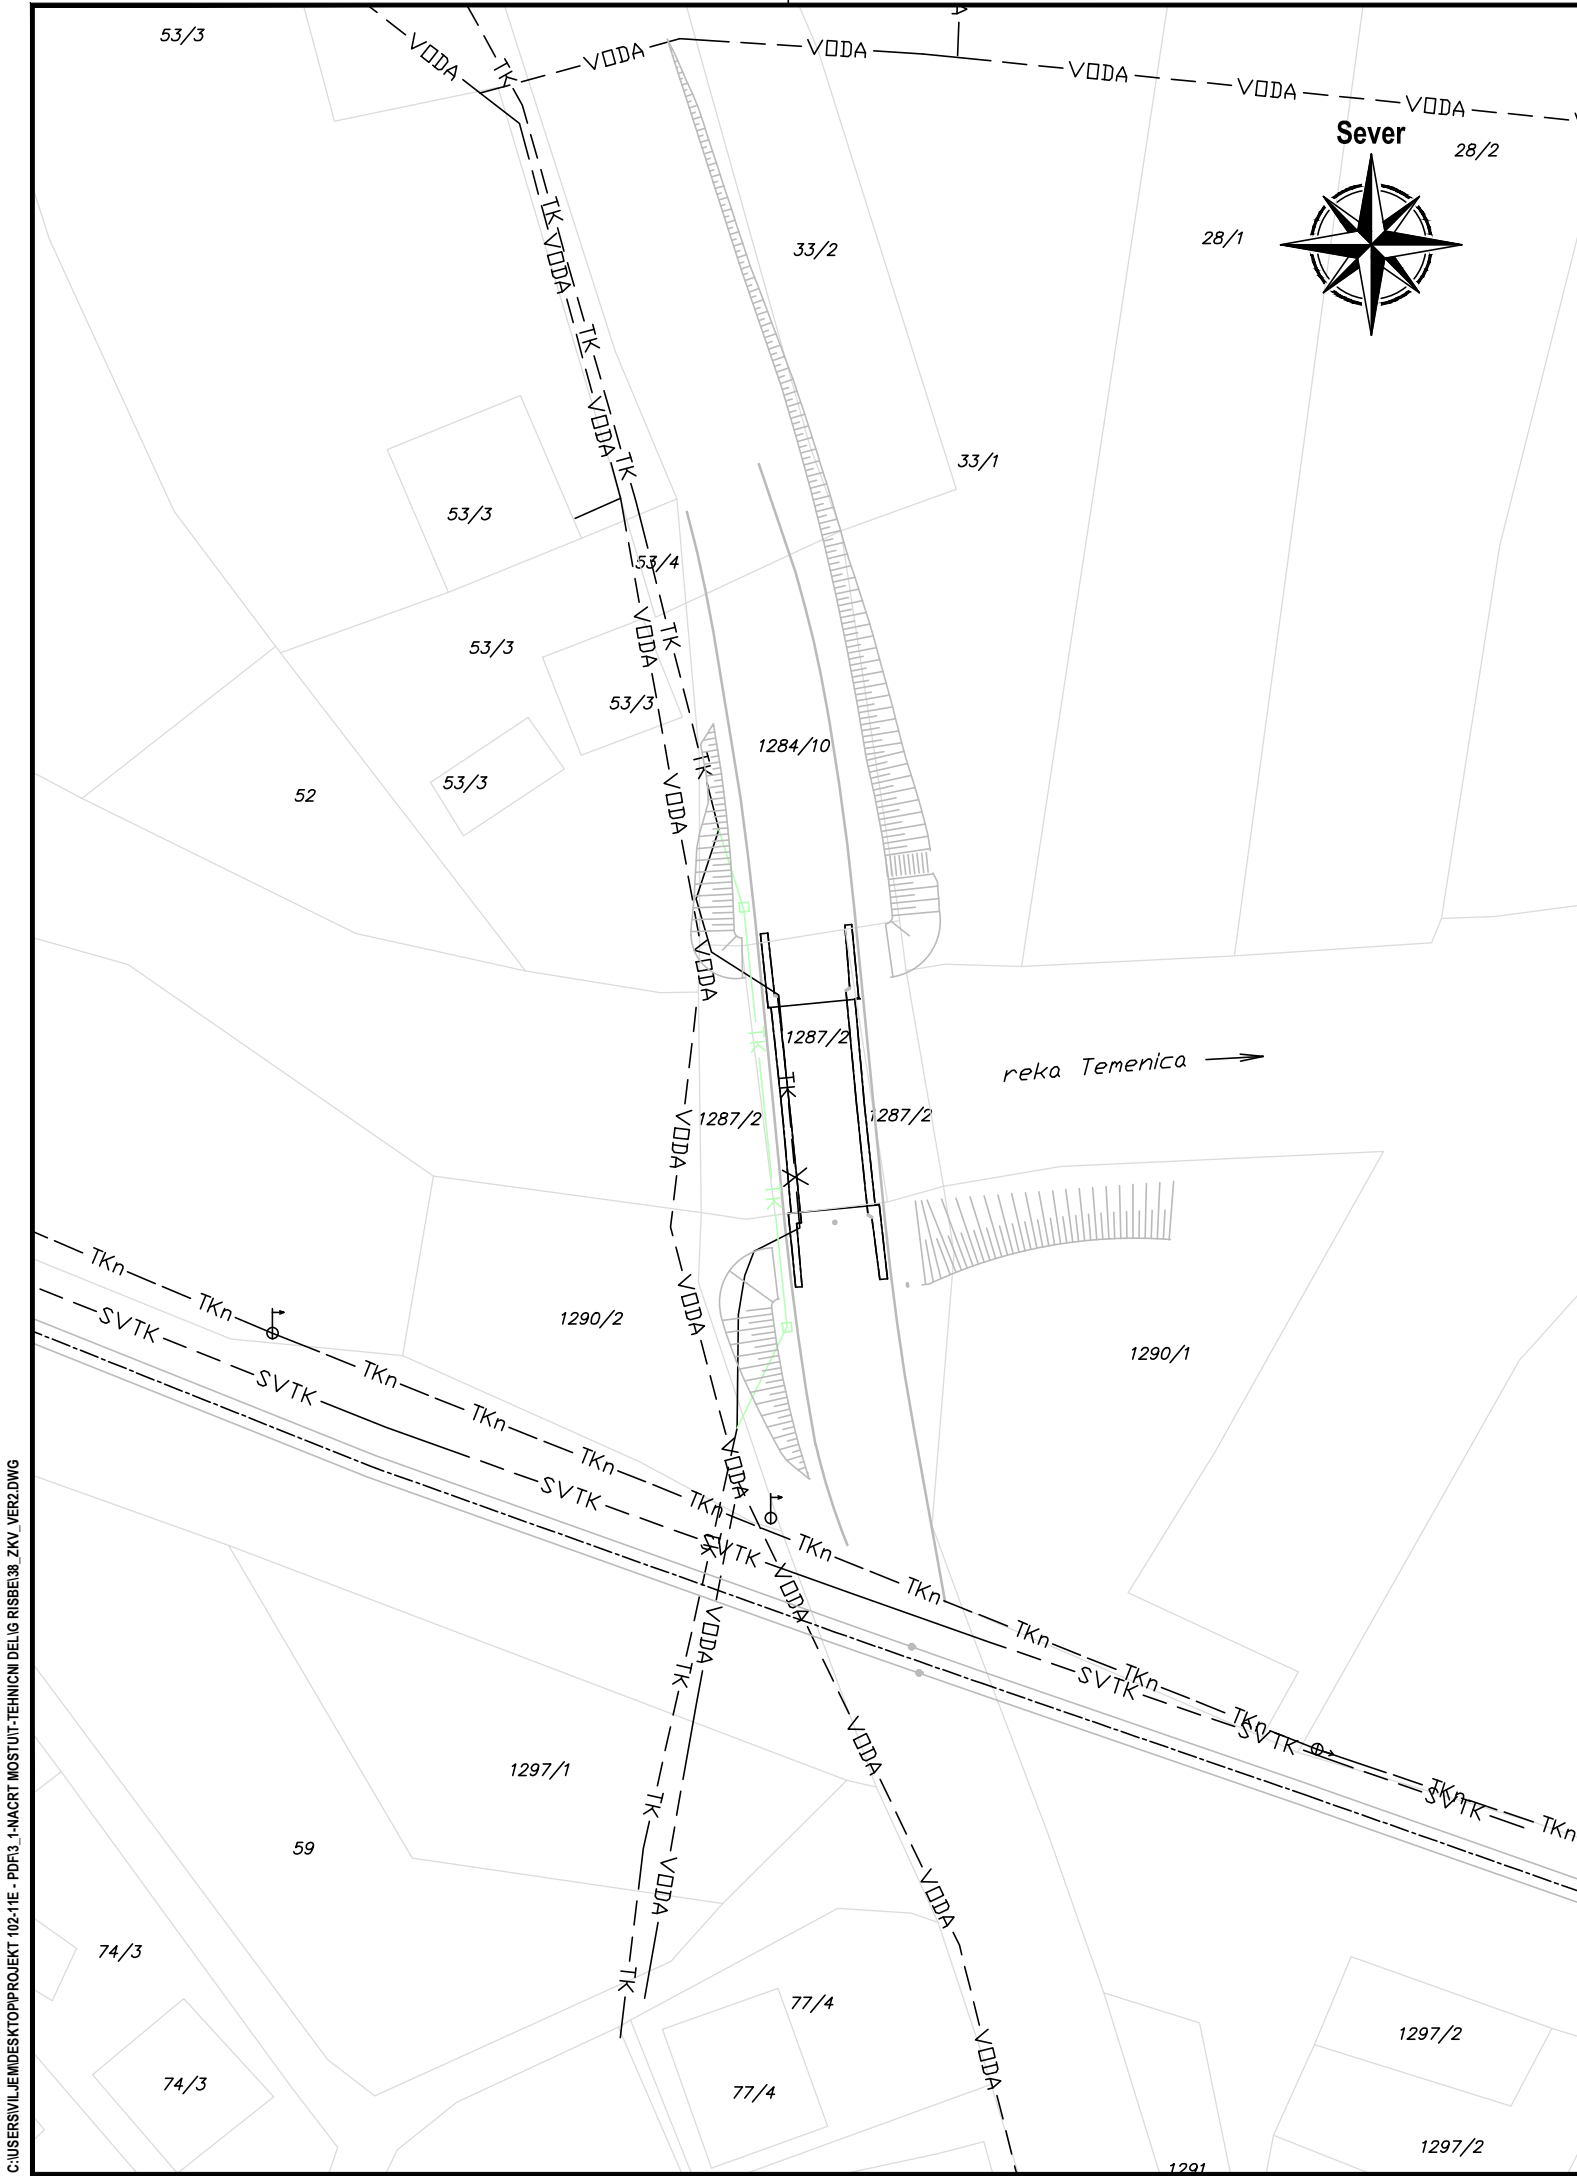 53/3
VODA
TK
VODA
VODA
VODA
VODA
VODA
Sever
28/2
TK
VODA
33/2
28/1
TK
VODA
TK
33/1
53/3
53/4
VODA
TK
53/3
53/3
1284/10
TK
53/3
52
VODA
VODA
1287/2
TK
reka Temenica
TK
1287/2
1287/2
VODA
TK
TKn
TKn
SVTK
VODA
1290/2
1290/1
TKn
SVTK
TKn
TKn
SVTK
VODA
TKn
TK
SVTK
TKn
VODA
TKn
VODA
TKn
TK
TKn
SVTK
TKn
SVTK
VODA
1297/1
TK
TKn
SVTK
TKn
59
VODA
VODA
74/3
TK
77/4
VODA
1297/2
74/3
77/4
1297/2
1291
C:\USERS\VILJEM\DESKTOP\PROJEKT 102-11E - PDF\3_1-NACRT MOSTU\T-TEHNICNI DEL\G RISBE\38_ZKV_VER2.DWG